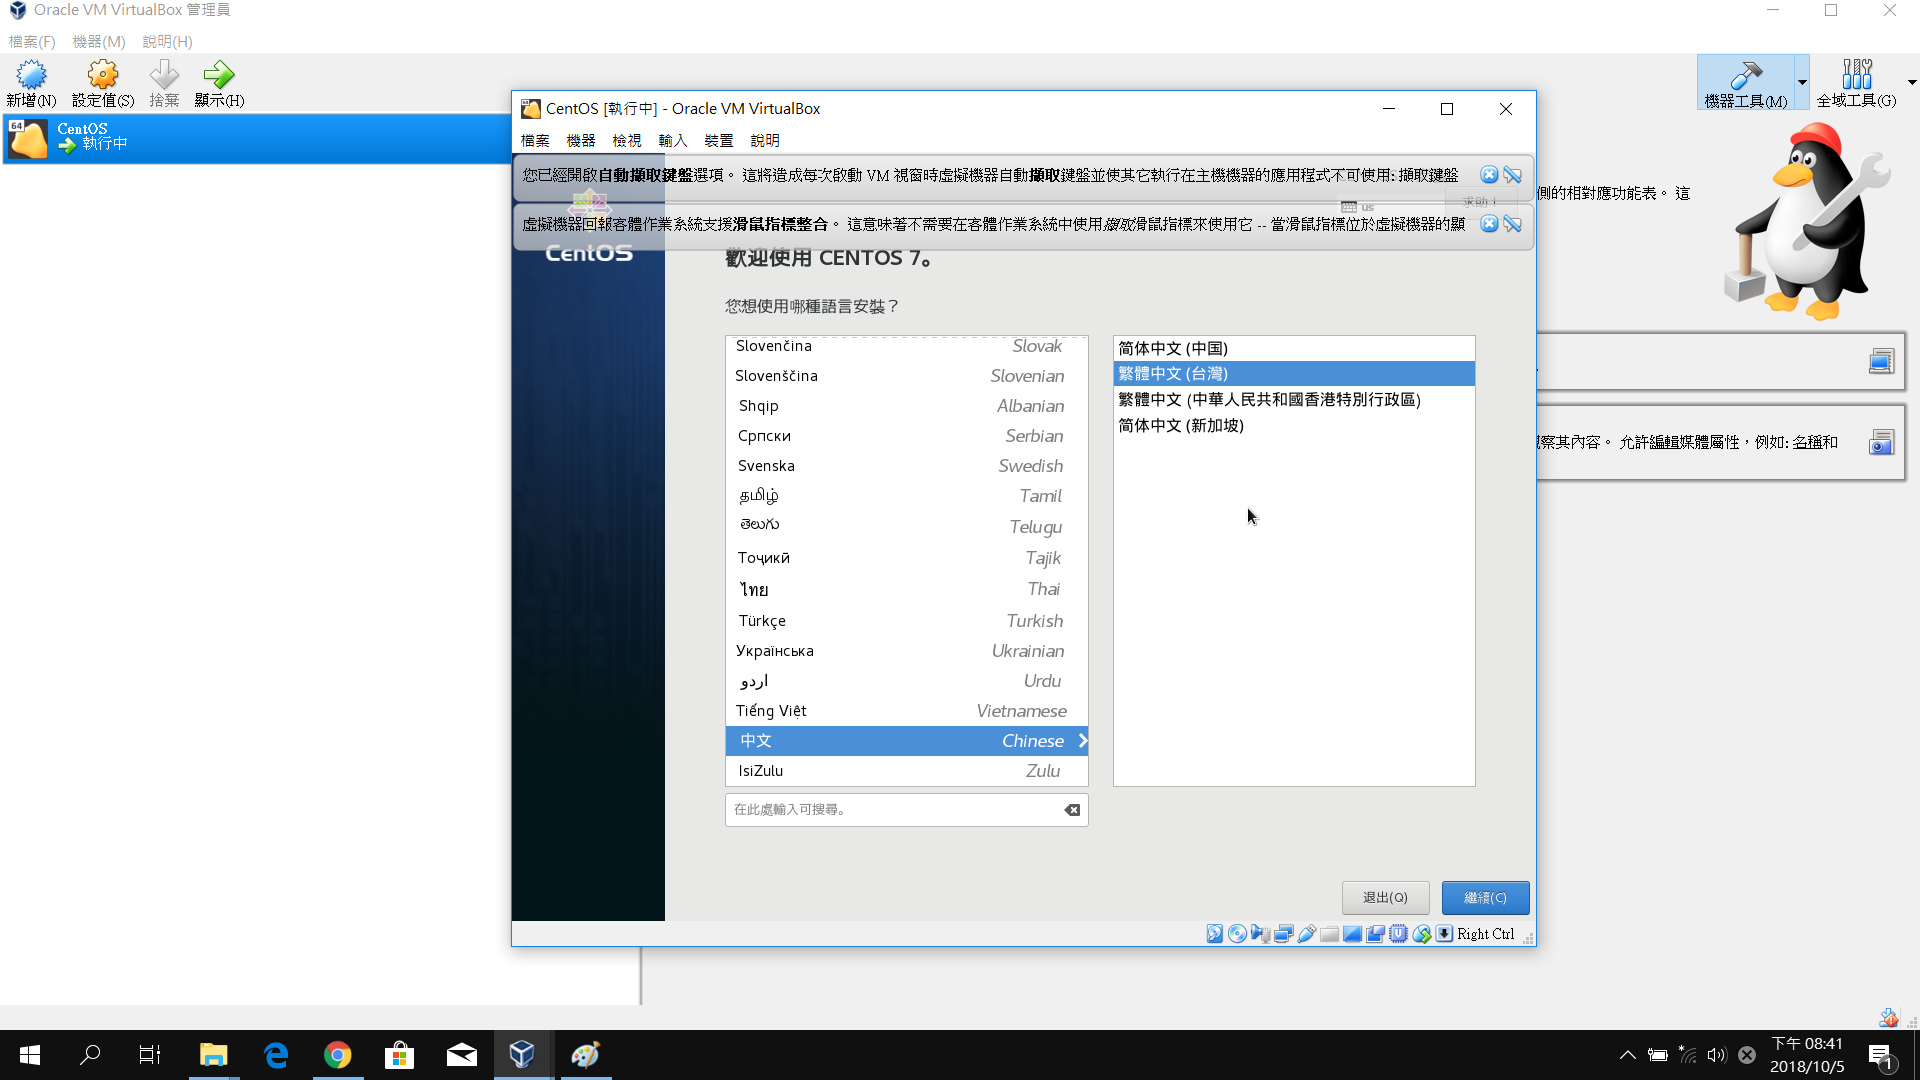 Oracle VM VirtualBox 管理員
檔案(F) 機器(M) 說明(H)
新增(N) 設定值(S) 捨棄 顯示(H)
機器工具(M) 全域工具(G)
64 CentOS
執行中
CentOS [執行中] - Oracle VM VirtualBox
檔案 機器 檢視 輸入 裝置 說明
您已經開啟自動擷取鍵盤選項。 這將造成每次啟動 VM 視窗時虛擬機器自動擷取鍵盤並使其它執行在主機機器的應用程式不可使用: 擷取鍵盤
側的相對應功能表。 這
us 求助！
虛擬機器回報客體作業系統支援滑鼠指標整合。 這意味著不需要在客體作業系統中使用擷取滑鼠指標來使用它 -- 當滑鼠指標位於虛擬機器的顯
CentOS
歡迎使用 CENTOS 7。
您想使用哪種語言安裝？
Slovenčina Slovak
Slovenščina Slovenian
Shqip Albanian
Српски Serbian
Svenska Swedish
தமிழ் Tamil
తెలుగు Telugu
Тоҷикӣ Tajik
ไทย Thai
Türkçe Turkish
Українська Ukrainian
اردو Urdu
Tiếng Việt Vietnamese
中文 Chinese
IsiZulu Zulu
在此處輸入可搜尋。
简体中文 (中国)
繁體中文 (台灣)
繁體中文 (中華人民共和國香港特別行政區)
简体中文 (新加坡)
察其內容。 允許編輯媒體屬性，例如: 名稱和
退出(Q) 繼續(C)
Right Ctrl
下午 08:41
2018/10/5
1